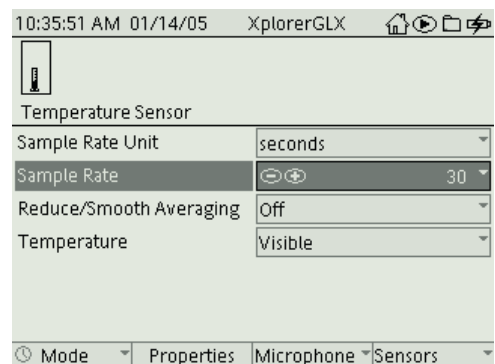 10:35:51 AM 01/14/05 XplorerGLX
Temperature Sensor
Sample Rate Unit seconds
Sample Rate 30
Reduce/Smooth Averaging Off
Temperature Visible
Mode Properties Microphone Sensors